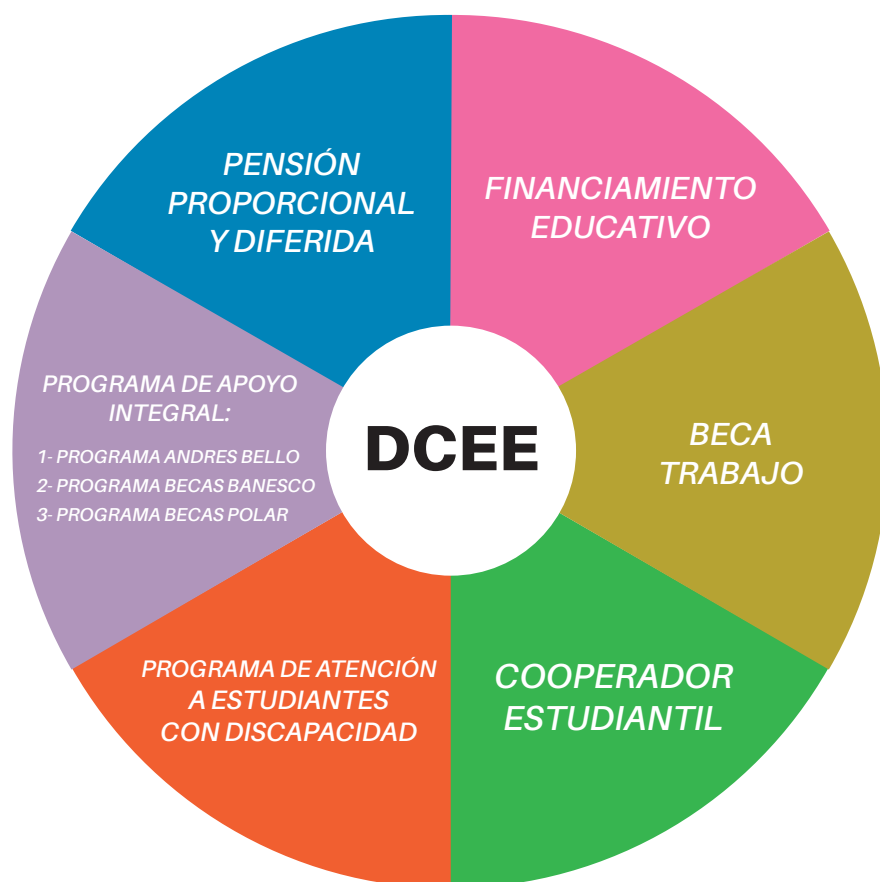 PENSIÓN
PROPORCIONAL
Y DIFERIDA
FINANCIAMIENTO
EDUCATIVO
PROGRAMA DE APOYO
INTEGRAL:
1- PROGRAMA ANDRES BELLO
2- PROGRAMA BECAS BANESCO
3- PROGRAMA BECAS POLAR
DCEE
BECA
TRABAJO
PROGRAMA DE ATENCIÓN
A ESTUDIANTES
CON DISCAPACIDAD
COOPERADOR
ESTUDIANTIL